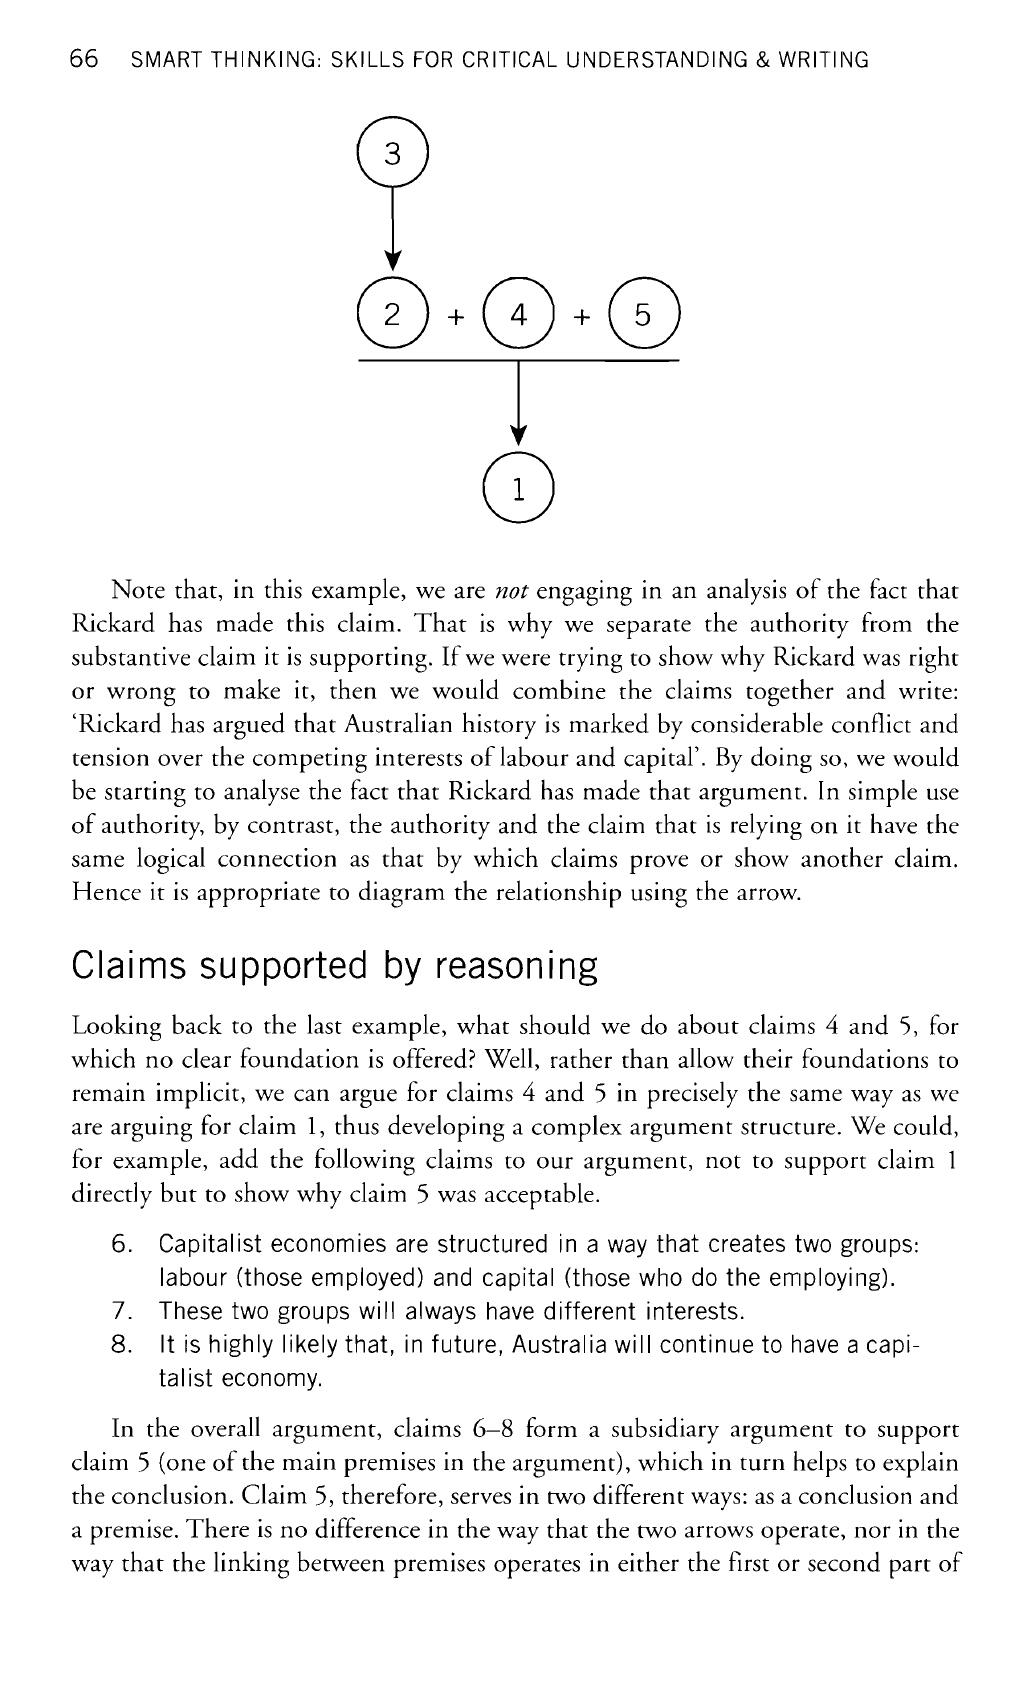 66 SMART THINKING: SKILLS FOR CRITICAL UNDERSTANDING & WRITING
3
2 + 4 + 5
1
Note that, in this example, we are not engaging in an analysis of the fact that
Rickard has made this claim. That is why we separate the authority from the
substantive claim it is supporting. If we were trying to show why Rickard was right
or wrong to make it, then we would combine the claims together and write:
‘Rickard has argued that Australian history is marked by considerable conflict and
tension over the competing interests of labour and capital’. By doing so, we would
be starting to analyse the fact that Rickard has made that argument. In simple use
of authority, by contrast, the authority and the claim that is relying on it have the
same logical connection as that by which claims prove or show another claim.
Hence it is appropriate to diagram the relationship using the arrow.
Claims supported by reasoning
Looking back to the last example, what should we do about claims 4 and 5, for
which no clear foundation is offered? Well, rather than allow their foundations to
remain implicit, we can argue for claims 4 and 5 in precisely the same way as we
are arguing for claim 1, thus developing a complex argument structure. We could,
for example, add the following claims to our argument, not to support claim 1
directly but to show why claim 5 was acceptable.
6. Capitalist economies are structured in a way that creates two groups:
labour (those employed) and capital (those who do the employing).
7. These two groups will always have different interests.
8. It is highly likely that, in future, Australia will continue to have a capi-
talist economy.
In the overall argument, claims 6–8 form a subsidiary argument to support
claim 5 (one of the main premises in the argument), which in turn helps to explain
the conclusion. Claim 5, therefore, serves in two different ways: as a conclusion and
a premise. There is no difference in the way that the two arrows operate, nor in the
way that the linking between premises operates in either the first or second part of